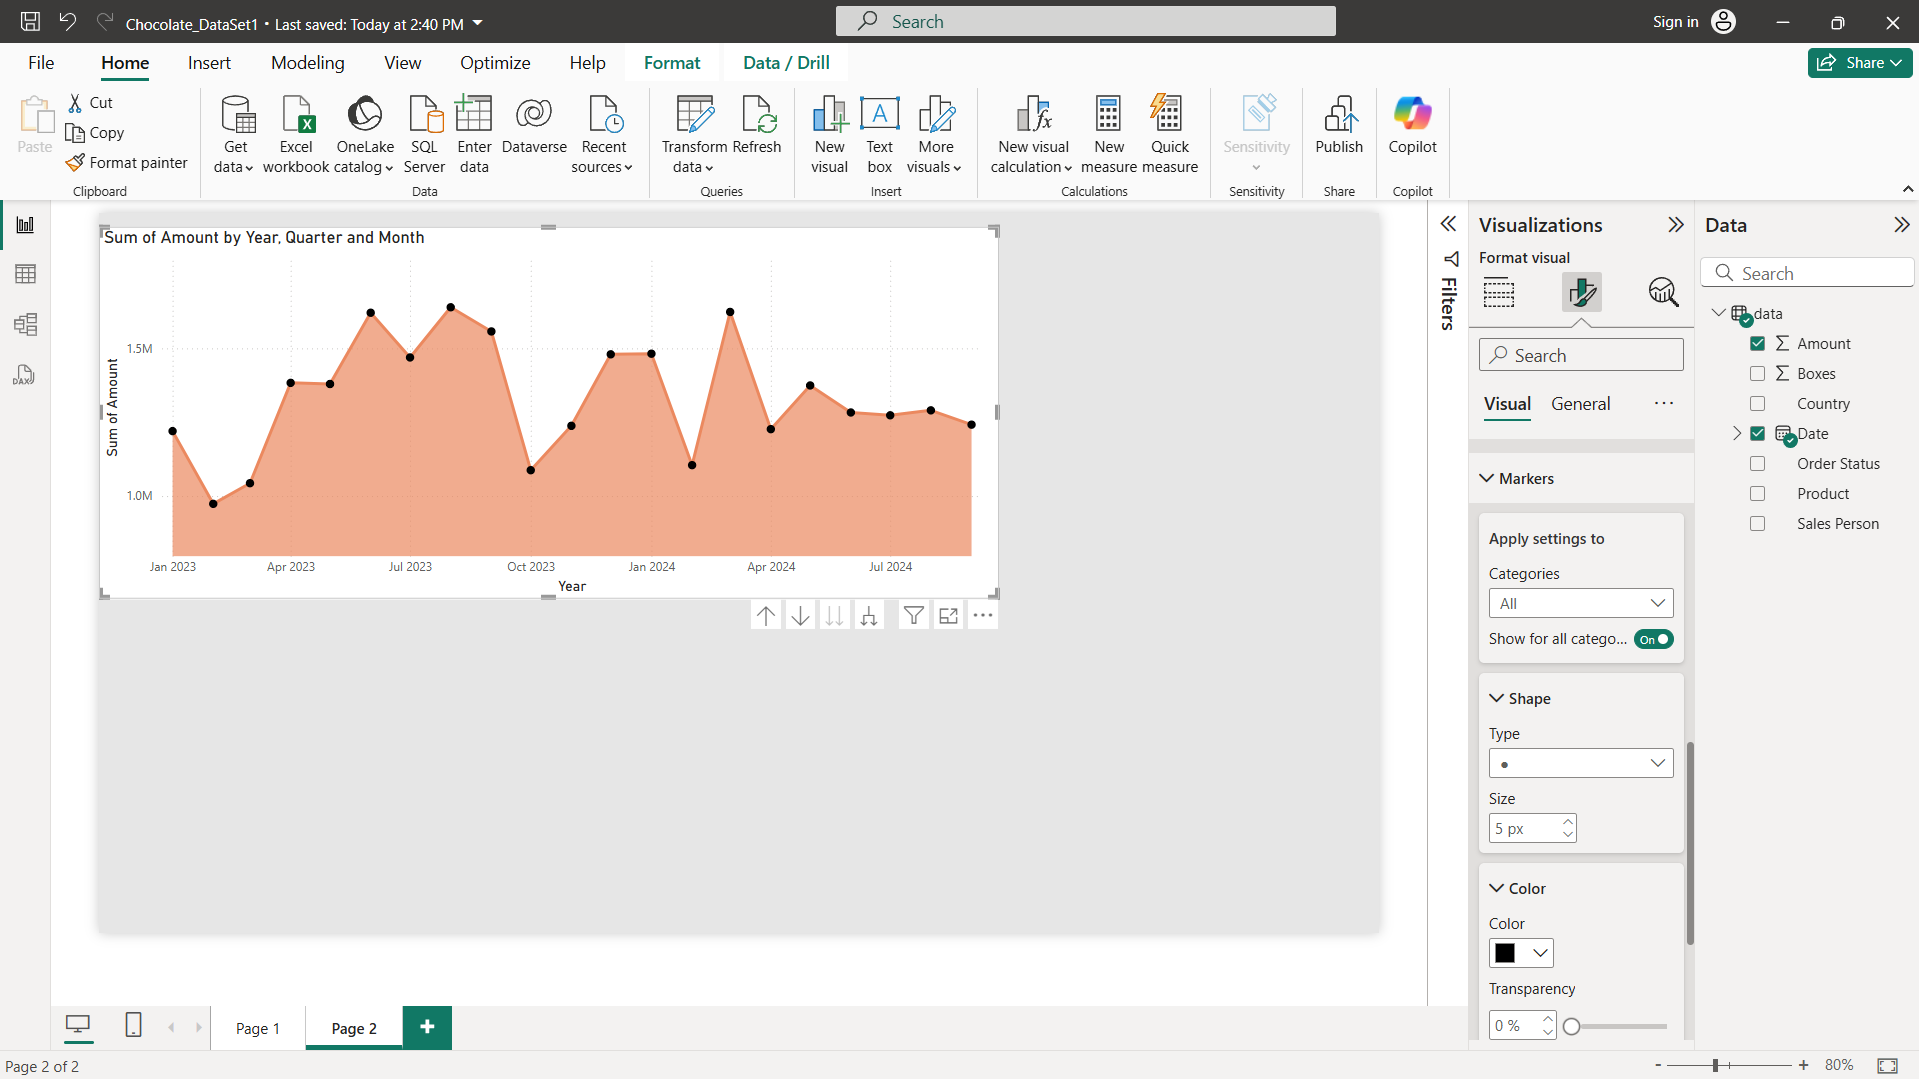 Chocolate_DataSet1 • Last saved: Today at 2:40 PM
Search
Sign in
File Home Insert Modeling View Optimize Help Format Data / Drill
Share
Paste
Cut
Copy
Format painter
Clipboard
Get data
Excel workbook
OneLake catalog
SQL Server
Enter data
Dataverse
Recent sources
Data
Transform data
Refresh
Queries
New visual
Text box
More visuals
Insert
New visual calculation
New measure
Quick measure
Calculations
Sensitivity
Sensitivity
Publish
Share
Copilot
Copilot
DAX
Sum of Amount by Year, Quarter and Month
Sum of Amount
1.5M
1.0M
Jan 2023 Apr 2023 Jul 2023 Oct 2023 Jan 2024 Apr 2024 Jul 2024
Year
Filters
Visualizations
Format visual
Search
Visual General
Markers
Apply settings to
Categories
All
Show for all catego...
On
Shape
Type
Size
5 px
Color
Color
Transparency
0 %
Data
Search
data
Amount
Boxes
Country
Date
Order Status
Product
Sales Person
Page 1 Page 2
Page 2 of 2
- + 80%